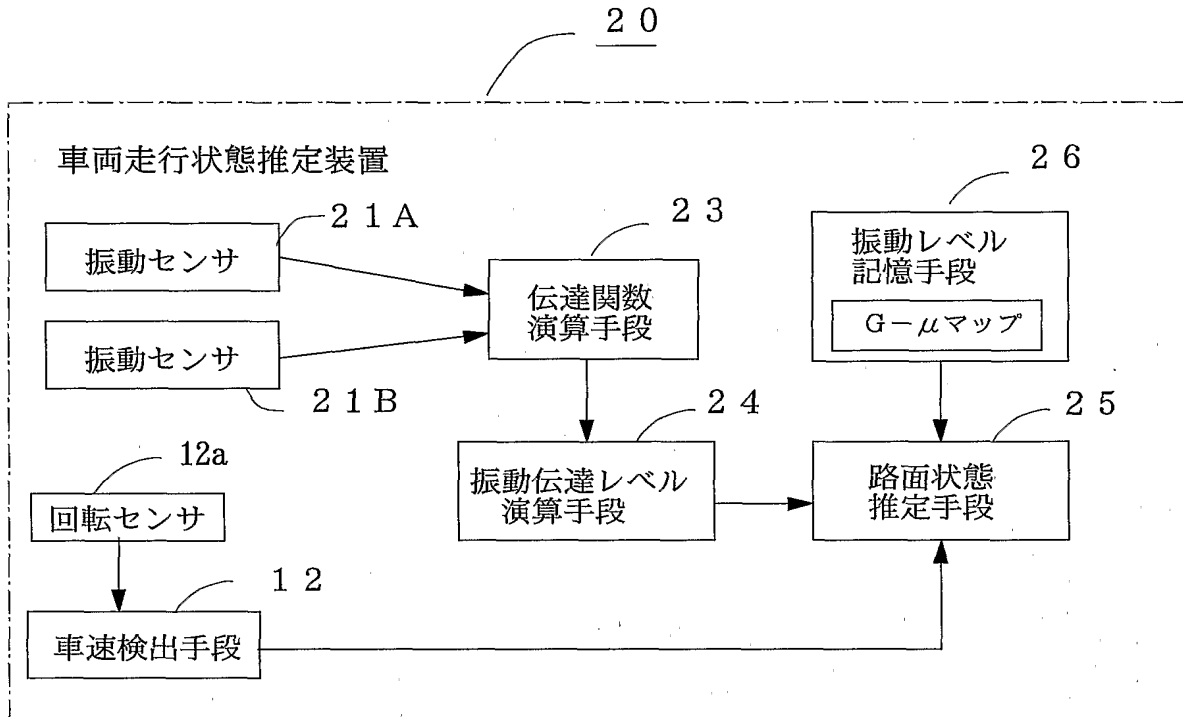 ２０
車両走行状態推定装置
２１A
振動センサ
振動センサ
２１B
２３
伝達関数
演算手段
２６
振動レベル
記憶手段
G－μマップ
２４
振動伝達レベル
演算手段
２５
路面状態
推定手段
12a
回転センサ
１２
車速検出手段